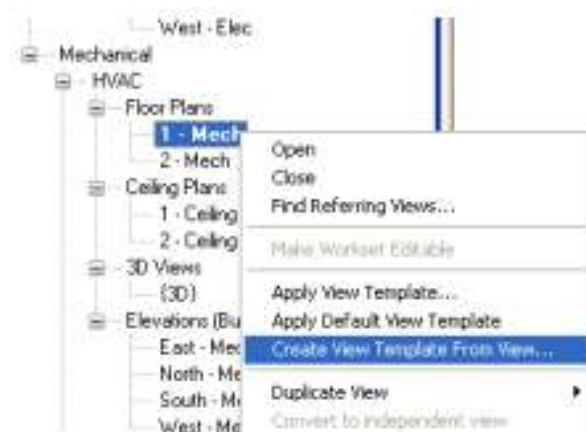 West - Elec
Mechanical
HVAC
Floor Plans
1 - Mech
2 - Mech
Ceiling Plans
1 - Ceiling
2 - Ceiling
3D Views
{3D}
Elevations (Bu
East - Mec
North - Me
South - Me
West - Me
Open
Close
Find Referring Views...
Make Workset Editable
Apply View Template...
Apply Default View Template
Create View Template From View...
Duplicate View
Convert to independent view